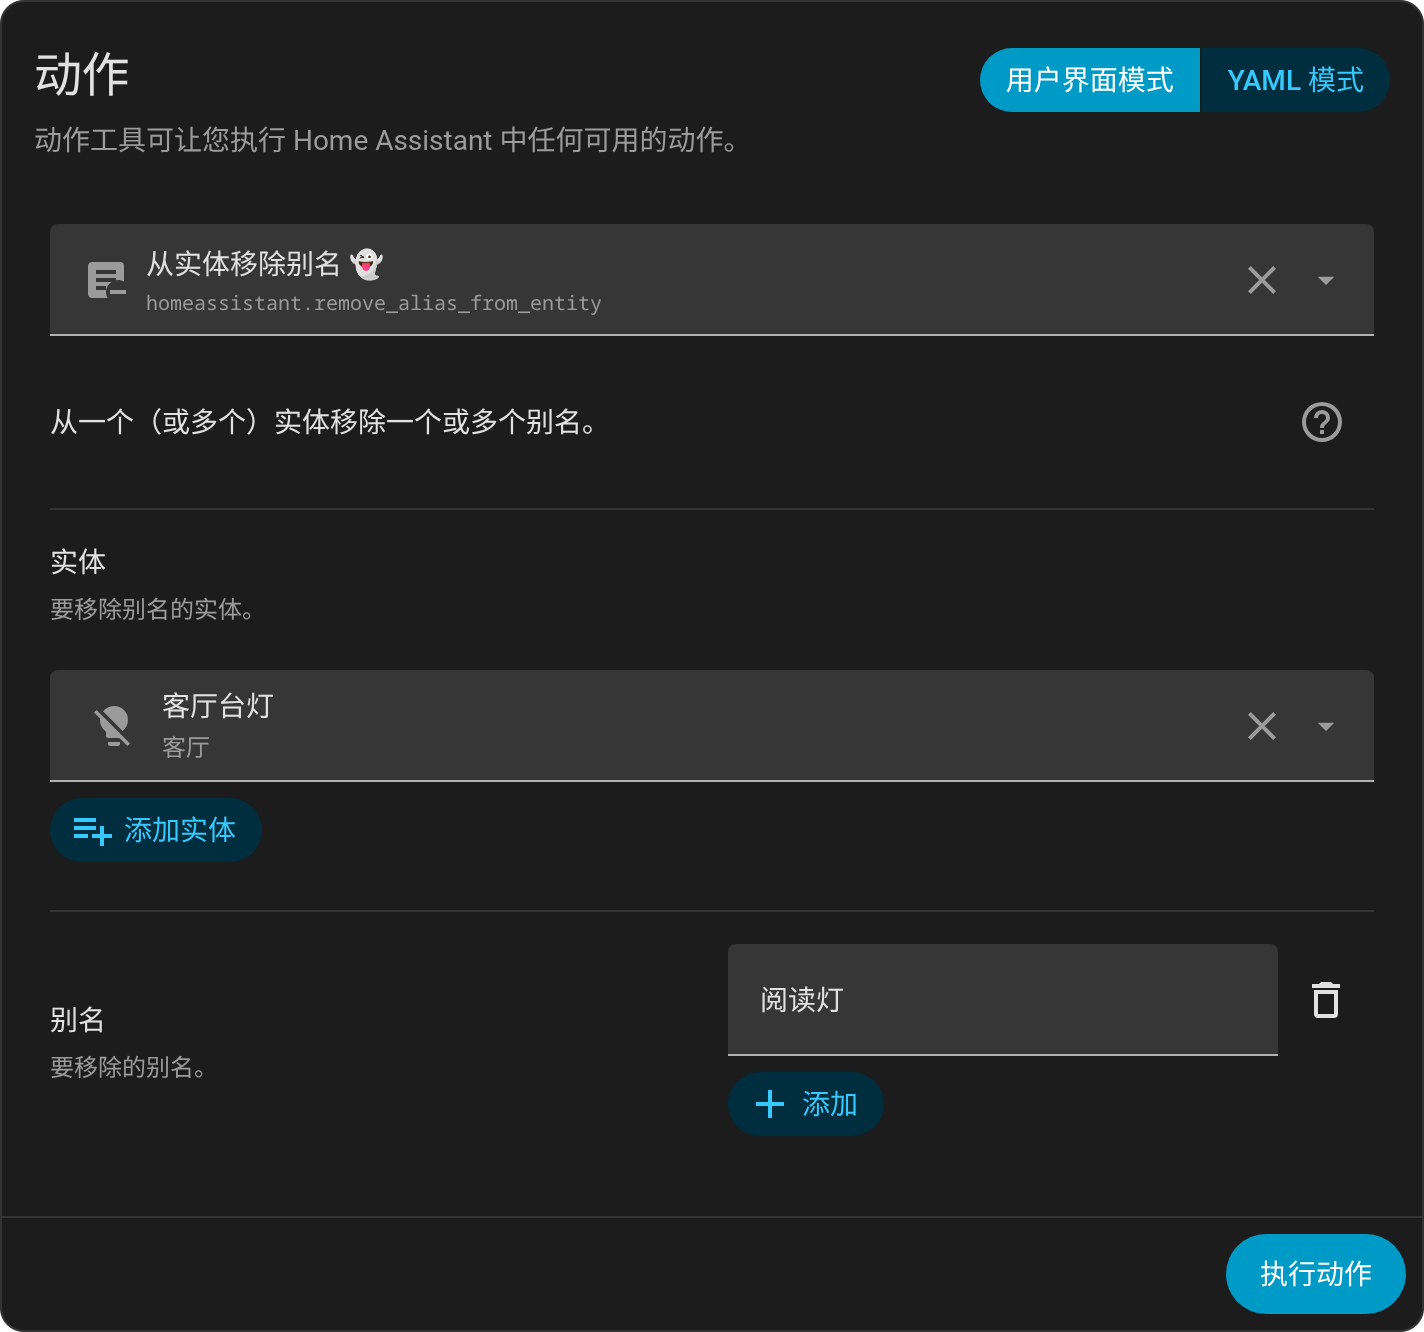 动作
用户界面模式
YAML 模式
动作工具可让您执行 Home Assistant 中任何可用的动作。
从实体移除别名 👻
homeassistant.remove_alias_from_entity
从一个（或多个）实体移除一个或多个别名。
实体
要移除别名的实体。
客厅台灯
客厅
添加实体
别名
要移除的别名。
阅读灯
添加
执行动作